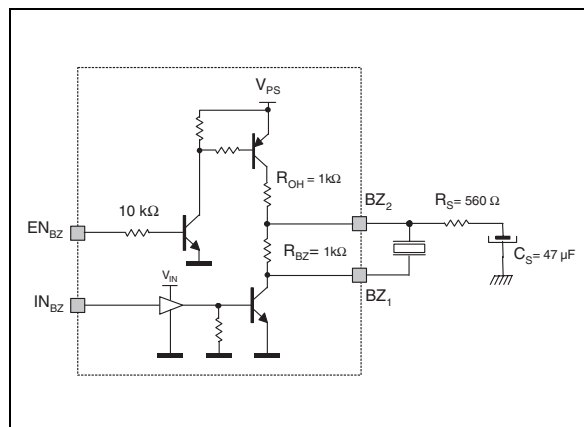 V_PS
R_OH = 1kΩ
BZ_2
R_S = 560 Ω
10 kΩ
EN_BZ
R_BZ = 1kΩ
C_S = 47 µF
V_IN
BZ_1
IN_BZ